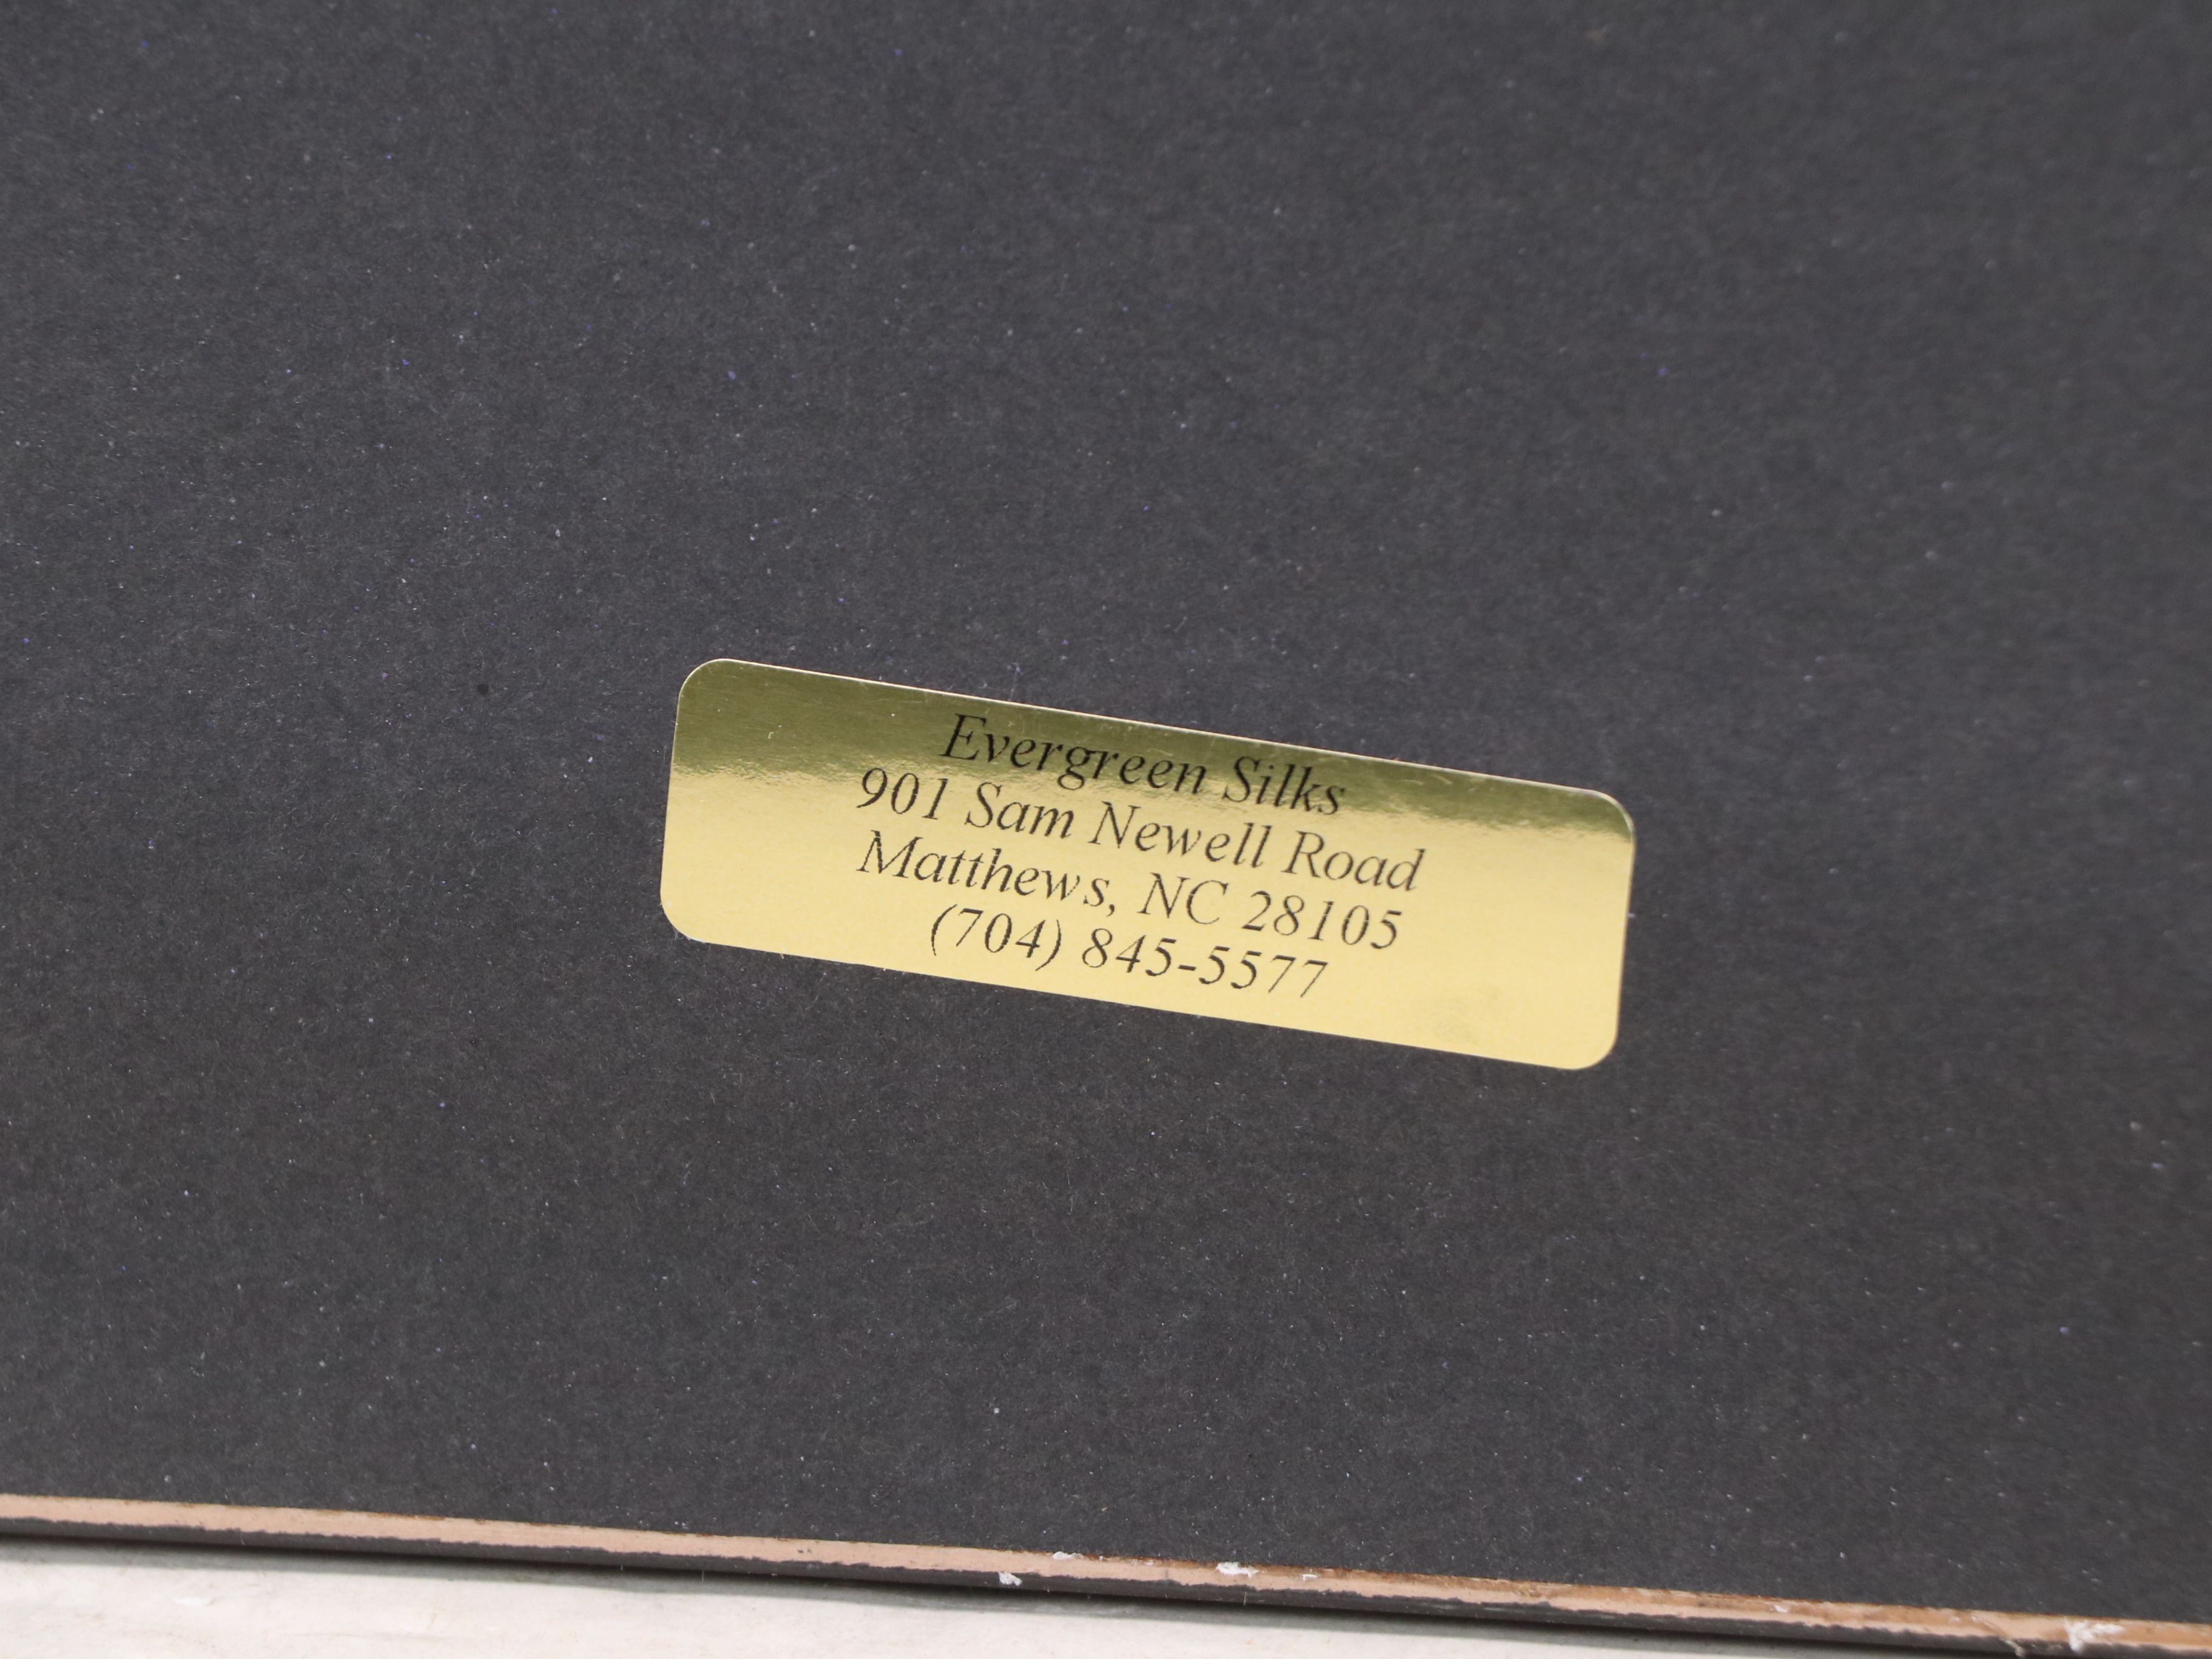 Evergreen Silks
901 Sam Newell Road
Matthews, NC 28105
(704) 845-5577